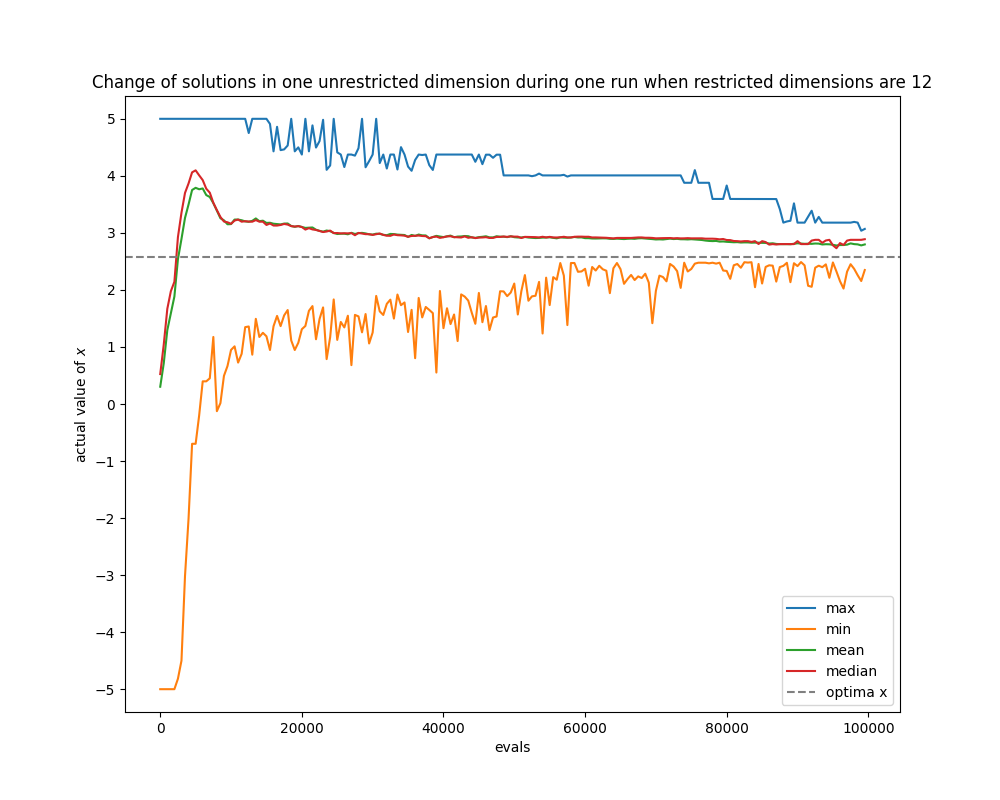 Change of solutions in one unrestricted dimension during one run when restricted dimensions are 12
5
4
3
2
1
0
−1
−2
−3
−4
−5
actual value of x
0 20000 40000 60000 80000 100000
evals
max
min
mean
median
optima x